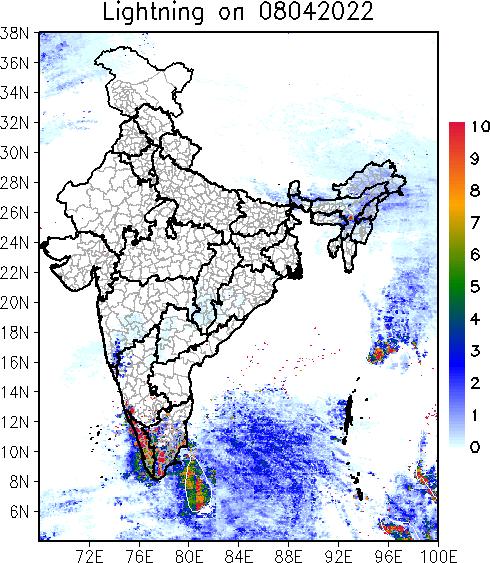 Lightning on 08042022
38N
36N
34N
32N
30N
28N
26N
24N
22N
20N
18N
16N
14N
12N
10N
8N
6N
72E 76E 80E 84E 88E 92E 96E 100E
10
9
8
7
6
5
4
3
2
1
0